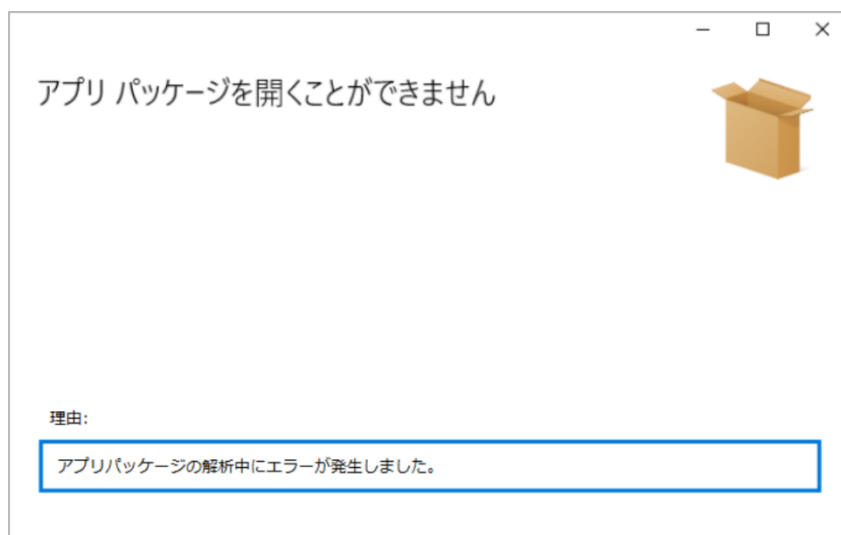 アプリ パッケージを開くことができません
理由:
アプリパッケージの解析中にエラーが発生しました。